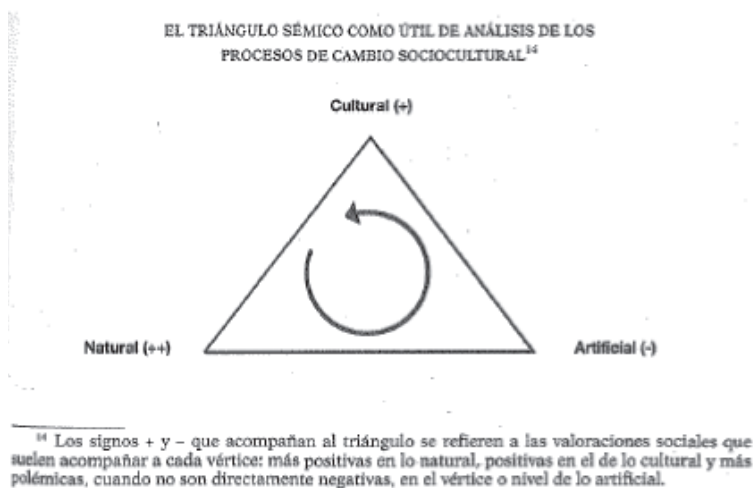 EL TRIÁNGULO SÉMICO COMO ÚTIL DE ANÁLISIS DE LOS
PROCESOS DE CAMBIO SOCIOCULTURAL¹⁴
Cultural (+)
Natural (++)
Artificial (-)
¹⁴ Los signos + y – que acompañan al triángulo se refieren a las valoraciones sociales que
suelen acompañar a cada vértice: más positivas en lo natural, positivas en el de lo cultural y más
polémicas, cuando no son directamente negativas, en el vértice o nivel de lo artificial.